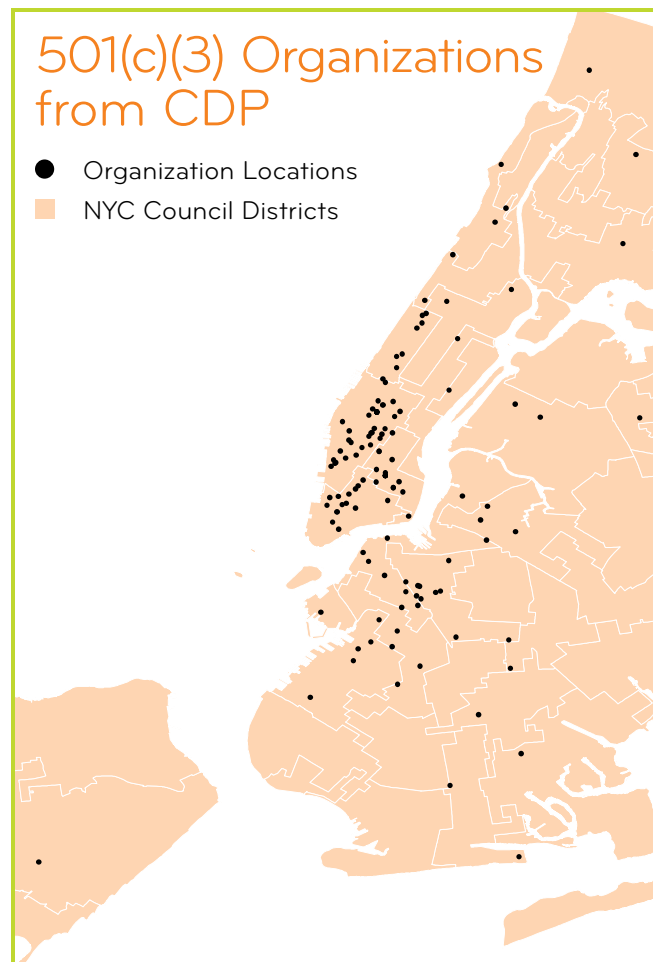 501(c)(3) Organizations
from CDP
Organization Locations
NYC Council Districts